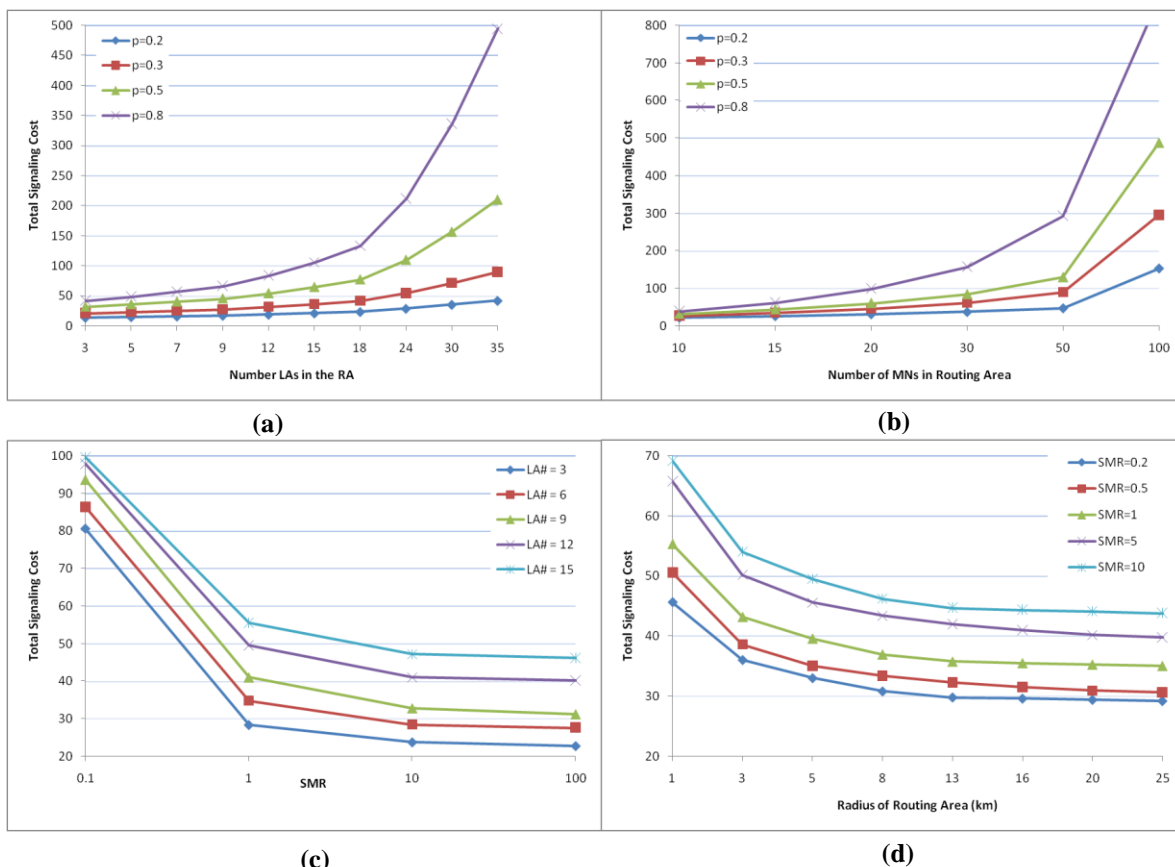 500
450
400
350
300
250
200
150
100
50
0
Total Signaling Cost
p=0.2
p=0.3
p=0.5
p=0.8
3 5 7 9 12 15 18 24 30 35
Number LAs in the RA
(a)
800
700
600
500
400
300
200
100
0
Total Signaling Cost
p=0.2
p=0.3
p=0.5
p=0.8
10 15 20 30 50 100
Number of MNs in Routing Area
(b)
100
90
80
70
60
50
40
30
20
Total Signaling Cost
LA# = 3
LA# = 6
LA# = 9
LA# = 12
LA# = 15
0.1 1 10 100
SMR
(c)
70
60
50
40
30
20
Total Signaling Cost
SMR=0.2
SMR=0.5
SMR=1
SMR=5
SMR=10
1 3 5 8 13 16 20 25
Radius of Routing Area (km)
(d)